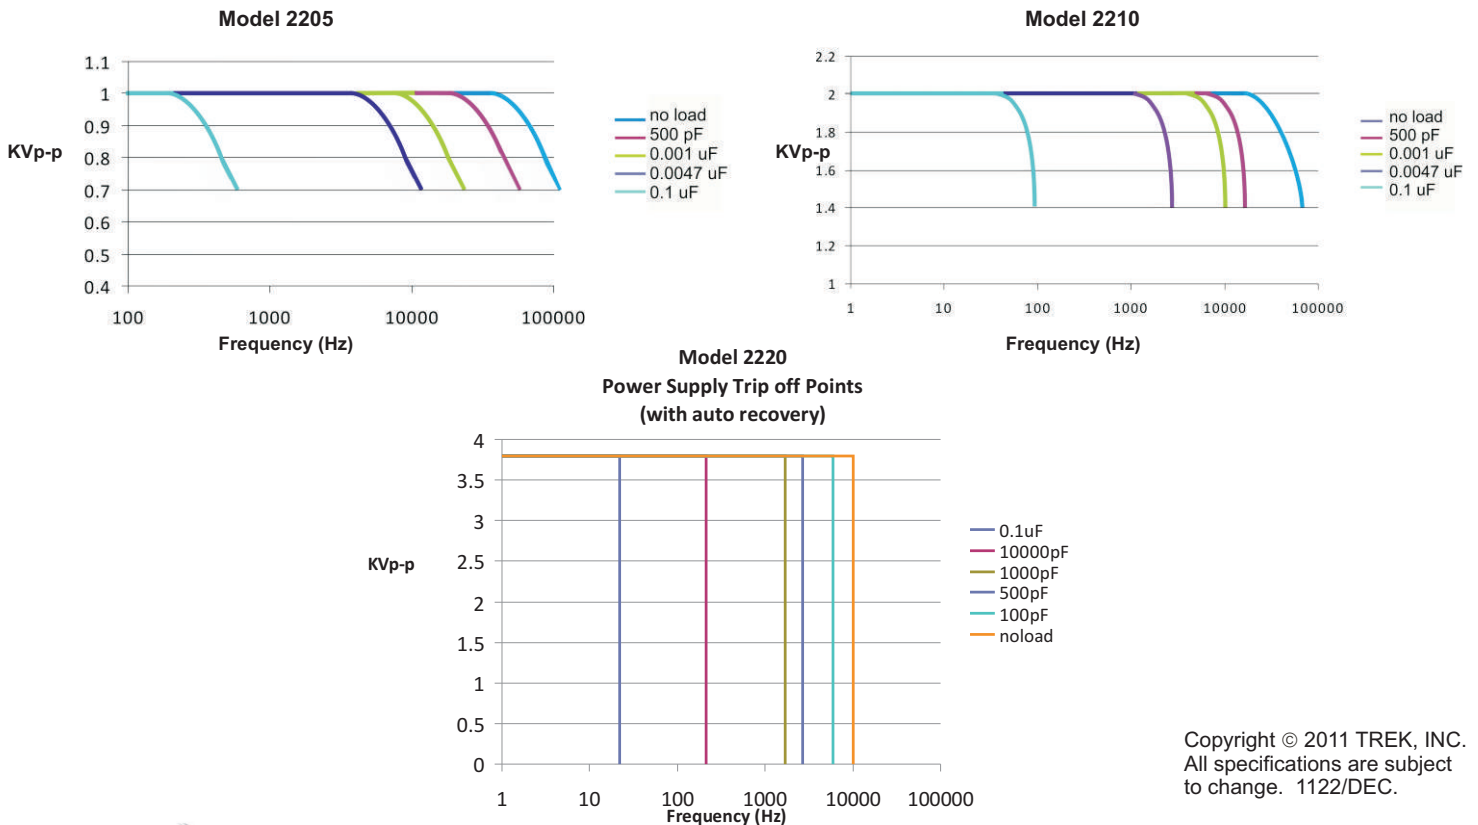 Model 2205
1.1
1
0.9
0.8
0.7
0.6
0.5
0.4
KVp-p
100
1000
10000
100000
Frequency (Hz)
no load
500 pF
0.001 uF
0.0047 uF
0.1 uF
Model 2210
2.2
2
1.8
1.6
1.4
1.2
1
KVp-p
1
10
100
1000
10000
100000
Frequency (Hz)
no load
500 pF
0.001 uF
0.0047 uF
0.1 uF
Model 2220
Power Supply Trip off Points
(with auto recovery)
4
3.5
3
2.5
2
1.5
1
0.5
0
KVp-p
1
10
100
1000
10000
100000
Frequency (Hz)
0.1uF
10000pF
1000pF
500pF
100pF
noload
Copyright © 2011 TREK, INC.
All specifications are subject
to change. 1122/DEC.